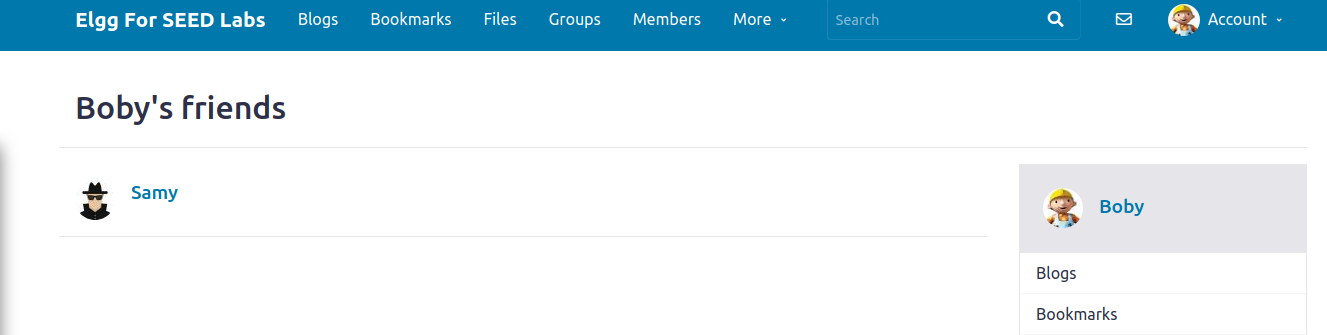 Elgg For SEED Labs Blogs Bookmarks Files Groups Members More Search Account
Boby's friends
Samy
Boby
Blogs
Bookmarks